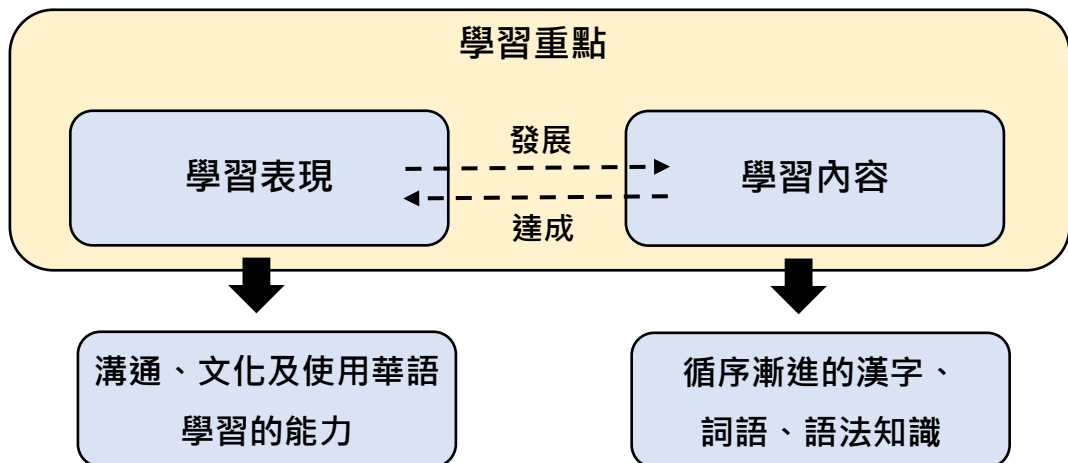 學習重點
學習表現
發展
達成
學習內容
溝通、文化及使用華語
學習的能力
循序漸進的漢字、
詞語、語法知識